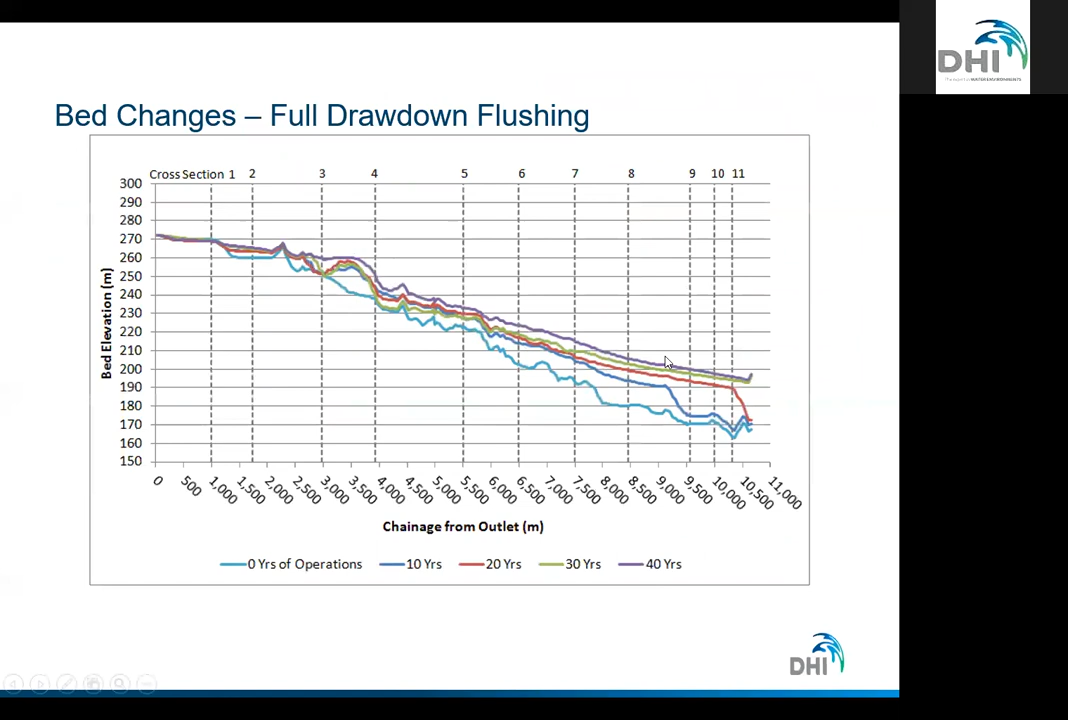 DHI
The expert in WATER ENVIRONMENTS
Bed Changes – Full Drawdown Flushing
Cross Section 1 2 3 4 5 6 7 8 9 10 11
300
290
280
270
260
250
240
230
220
210
200
190
180
170
160
150
Bed Elevation (m)
0 500 1,000 1,500 2,000 2,500 3,000 3,500 4,000 4,500 5,000 5,500 6,000 6,500 7,000 7,500 8,000 8,500 9,000 9,500 10,000 10,500 11,000
Chainage from Outlet (m)
0 Yrs of Operations 10 Yrs 20 Yrs 30 Yrs 40 Yrs
DHI